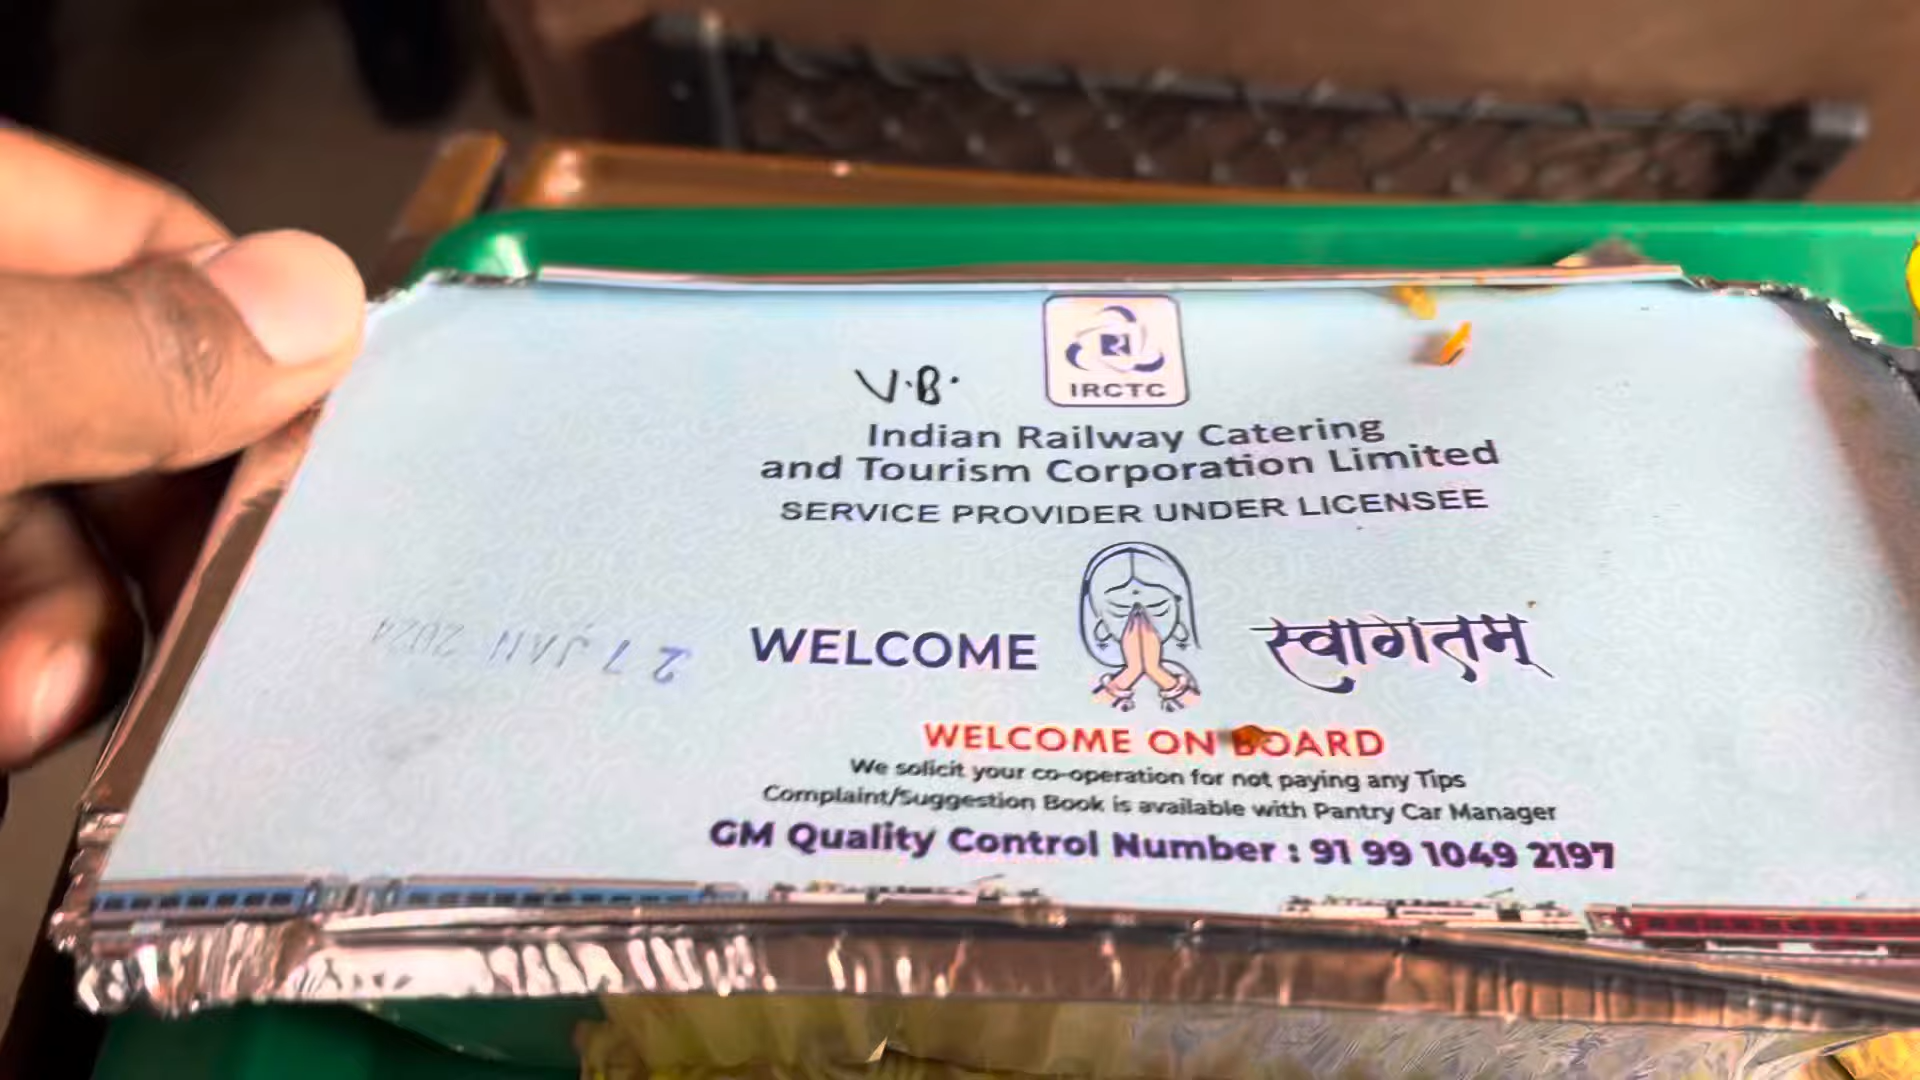 IRCTC
V.B.
Indian Railway Catering
and Tourism Corporation Limited
SERVICE PROVIDER UNDER LICENSEE
27 JAN 2024
WELCOME
स्वागतम्
WELCOME ON BOARD
We solicit your co-operation for not paying any Tips
Complaint/Suggestion Book is available with Pantry Car Manager
GM Quality Control Number : 91 99 1049 2197